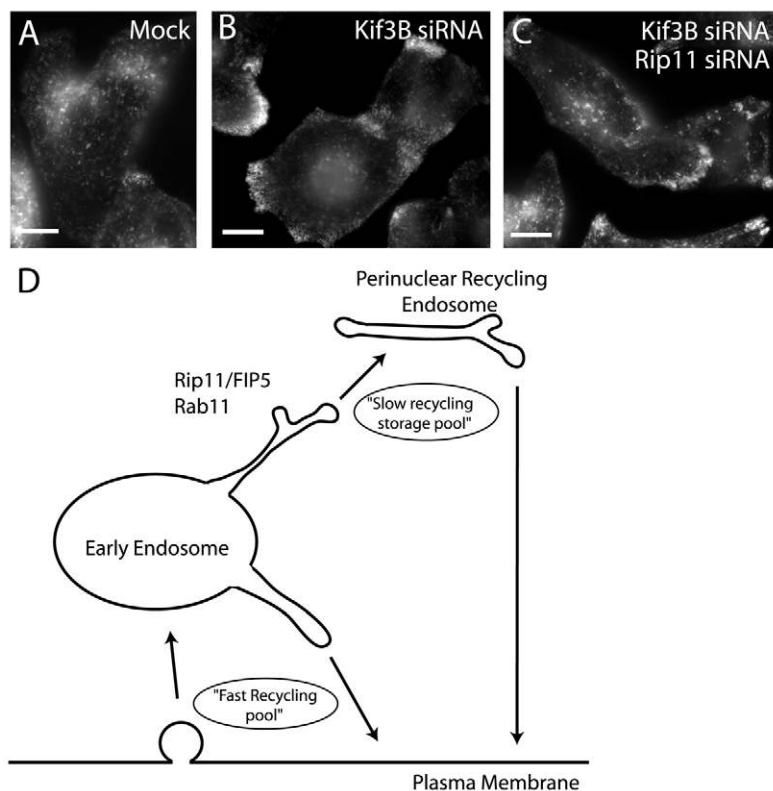 A
Mock
B
Kif3B siRNA
C
Kif3B siRNA
Rip11 siRNA
D
Perinuclear Recycling
Endosome
Rip11/FIP5
Rab11
"Slow recycling
storage pool"
Early Endosome
"Fast Recycling
pool"
Plasma Membrane